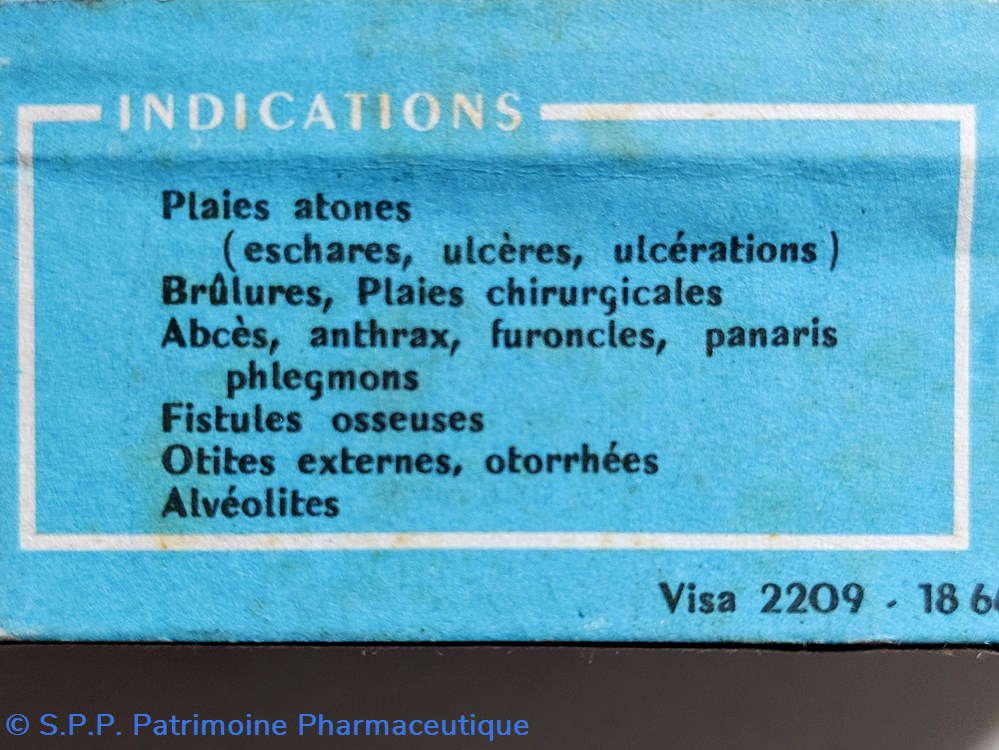 INDICATIONS
Plaies atones
(eschares, ulcères, ulcérations)
Brûlures, Plaies chirurgicales
Abcès, anthrax, furoncles, panaris
phlegmons
Fistules osseuses
Otites externes, otorrhées
Alvéolites
Visa 2209 - 18
© S.P.P. Patrimoine Pharmaceutique